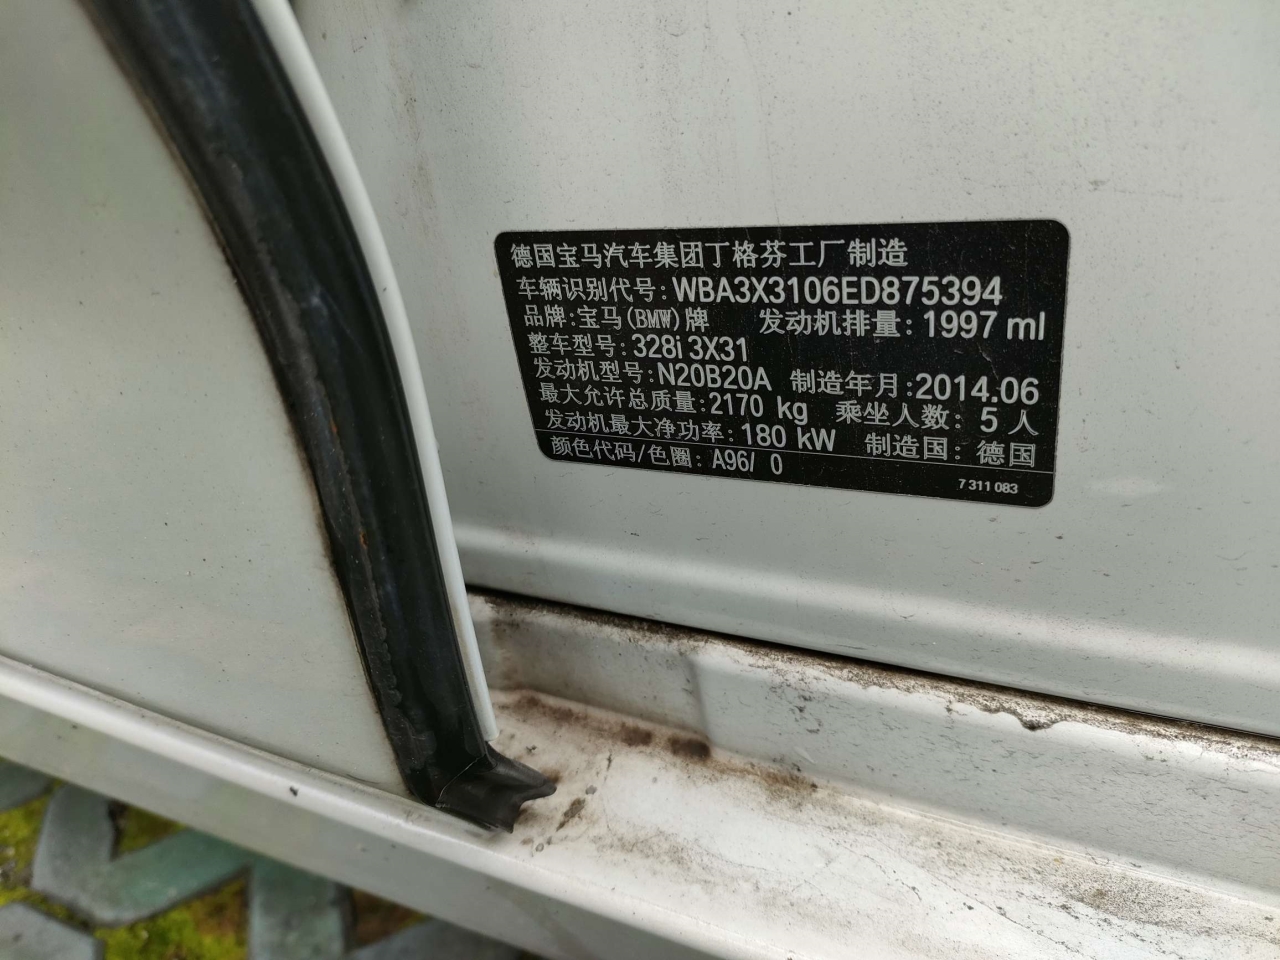 德国宝马汽车集团丁格芬工厂制造
车辆识别代号: WBA3X3106ED875394
品牌: 宝马(BMW)牌 发动机排量: 1997 ml
整车型号: 328i 3X31
发动机型号: N20B20A 制造年月: 2014.06
最大允许总质量: 2170 kg 乘坐人数: 5 人
发动机最大净功率: 180 kW 制造国: 德国
颜色代码/色圈: A96/ 0
7 311 083